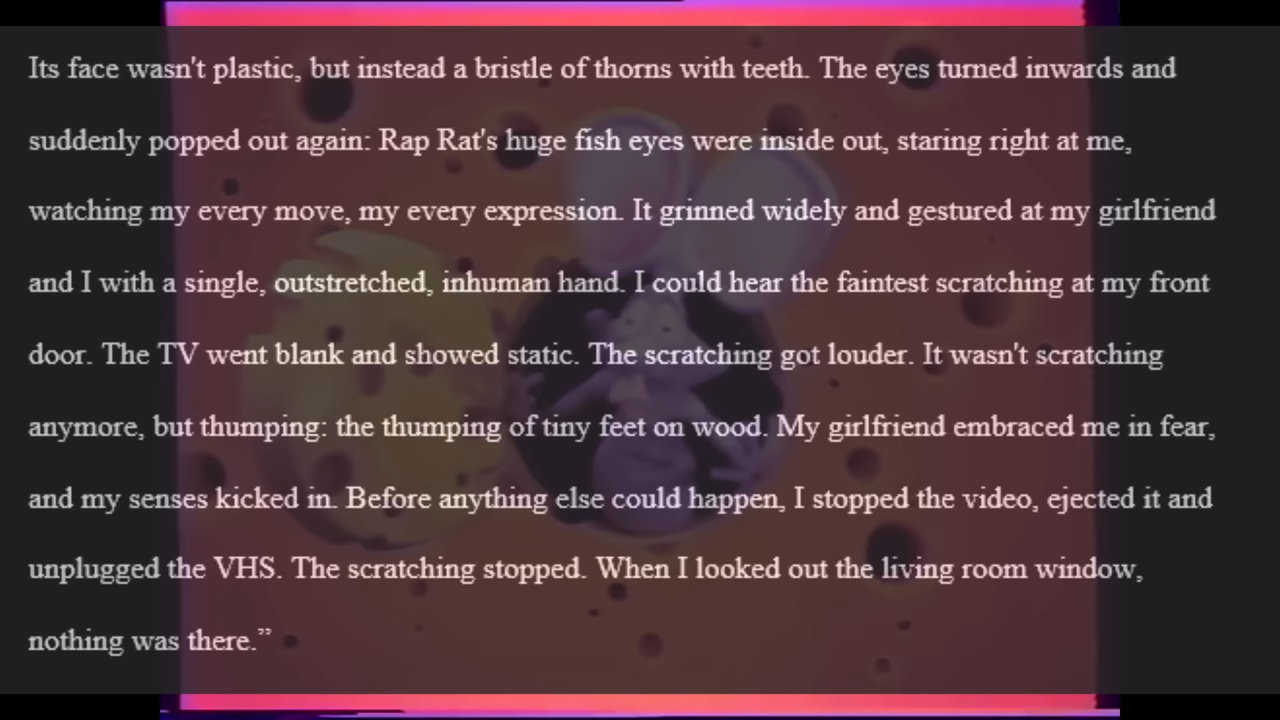 Its face wasn't plastic, but instead a bristle of thorns with teeth. The eyes turned inwards and
suddenly popped out again: Rap Rat's huge fish eyes were inside out, staring right at me,
watching my every move, my every expression. It grinned widely and gestured at my girlfriend
and I with a single, outstretched, inhuman hand. I could hear the faintest scratching at my front
door. The TV went blank and showed static. The scratching got louder. It wasn't scratching
anymore, but thumping: the thumping of tiny feet on wood. My girlfriend embraced me in fear,
and my senses kicked in. Before anything else could happen, I stopped the video, ejected it and
unplugged the VHS. The scratching stopped. When I looked out the living room window,
nothing was there.”